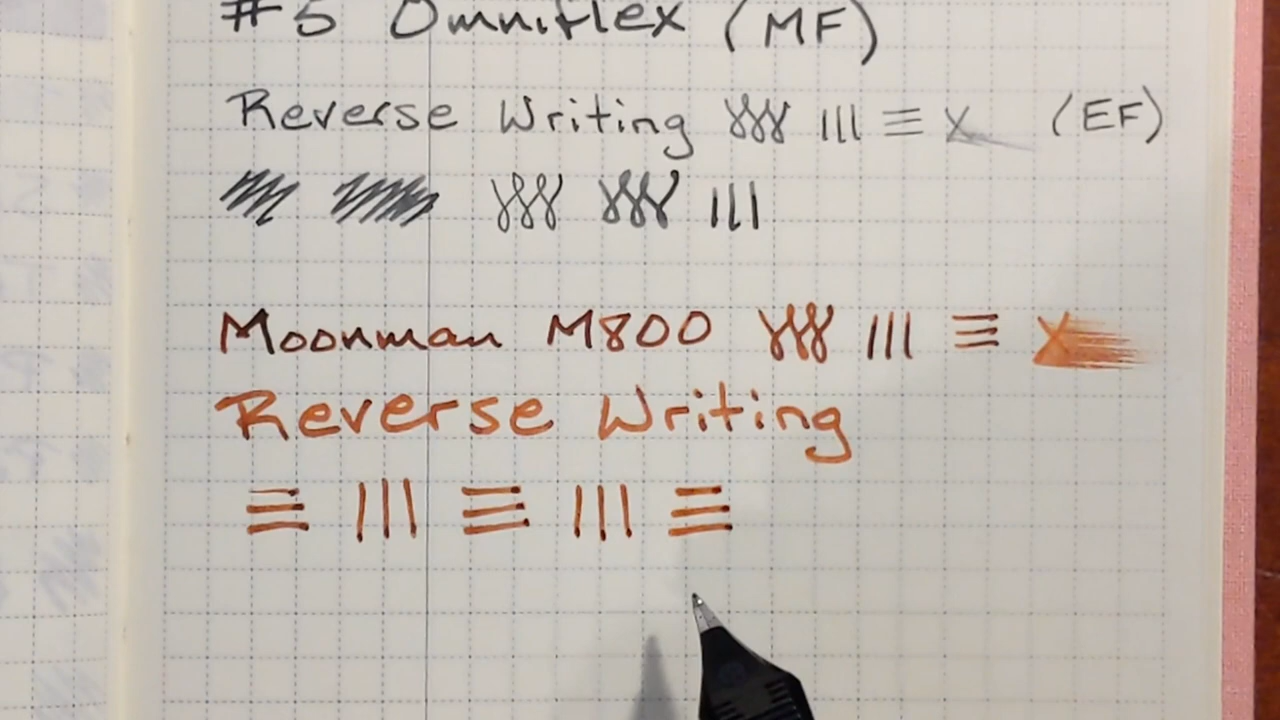 #5 Omniflex (MF)
Reverse Writing X (EF)
Moonman M800 X
Reverse Writing